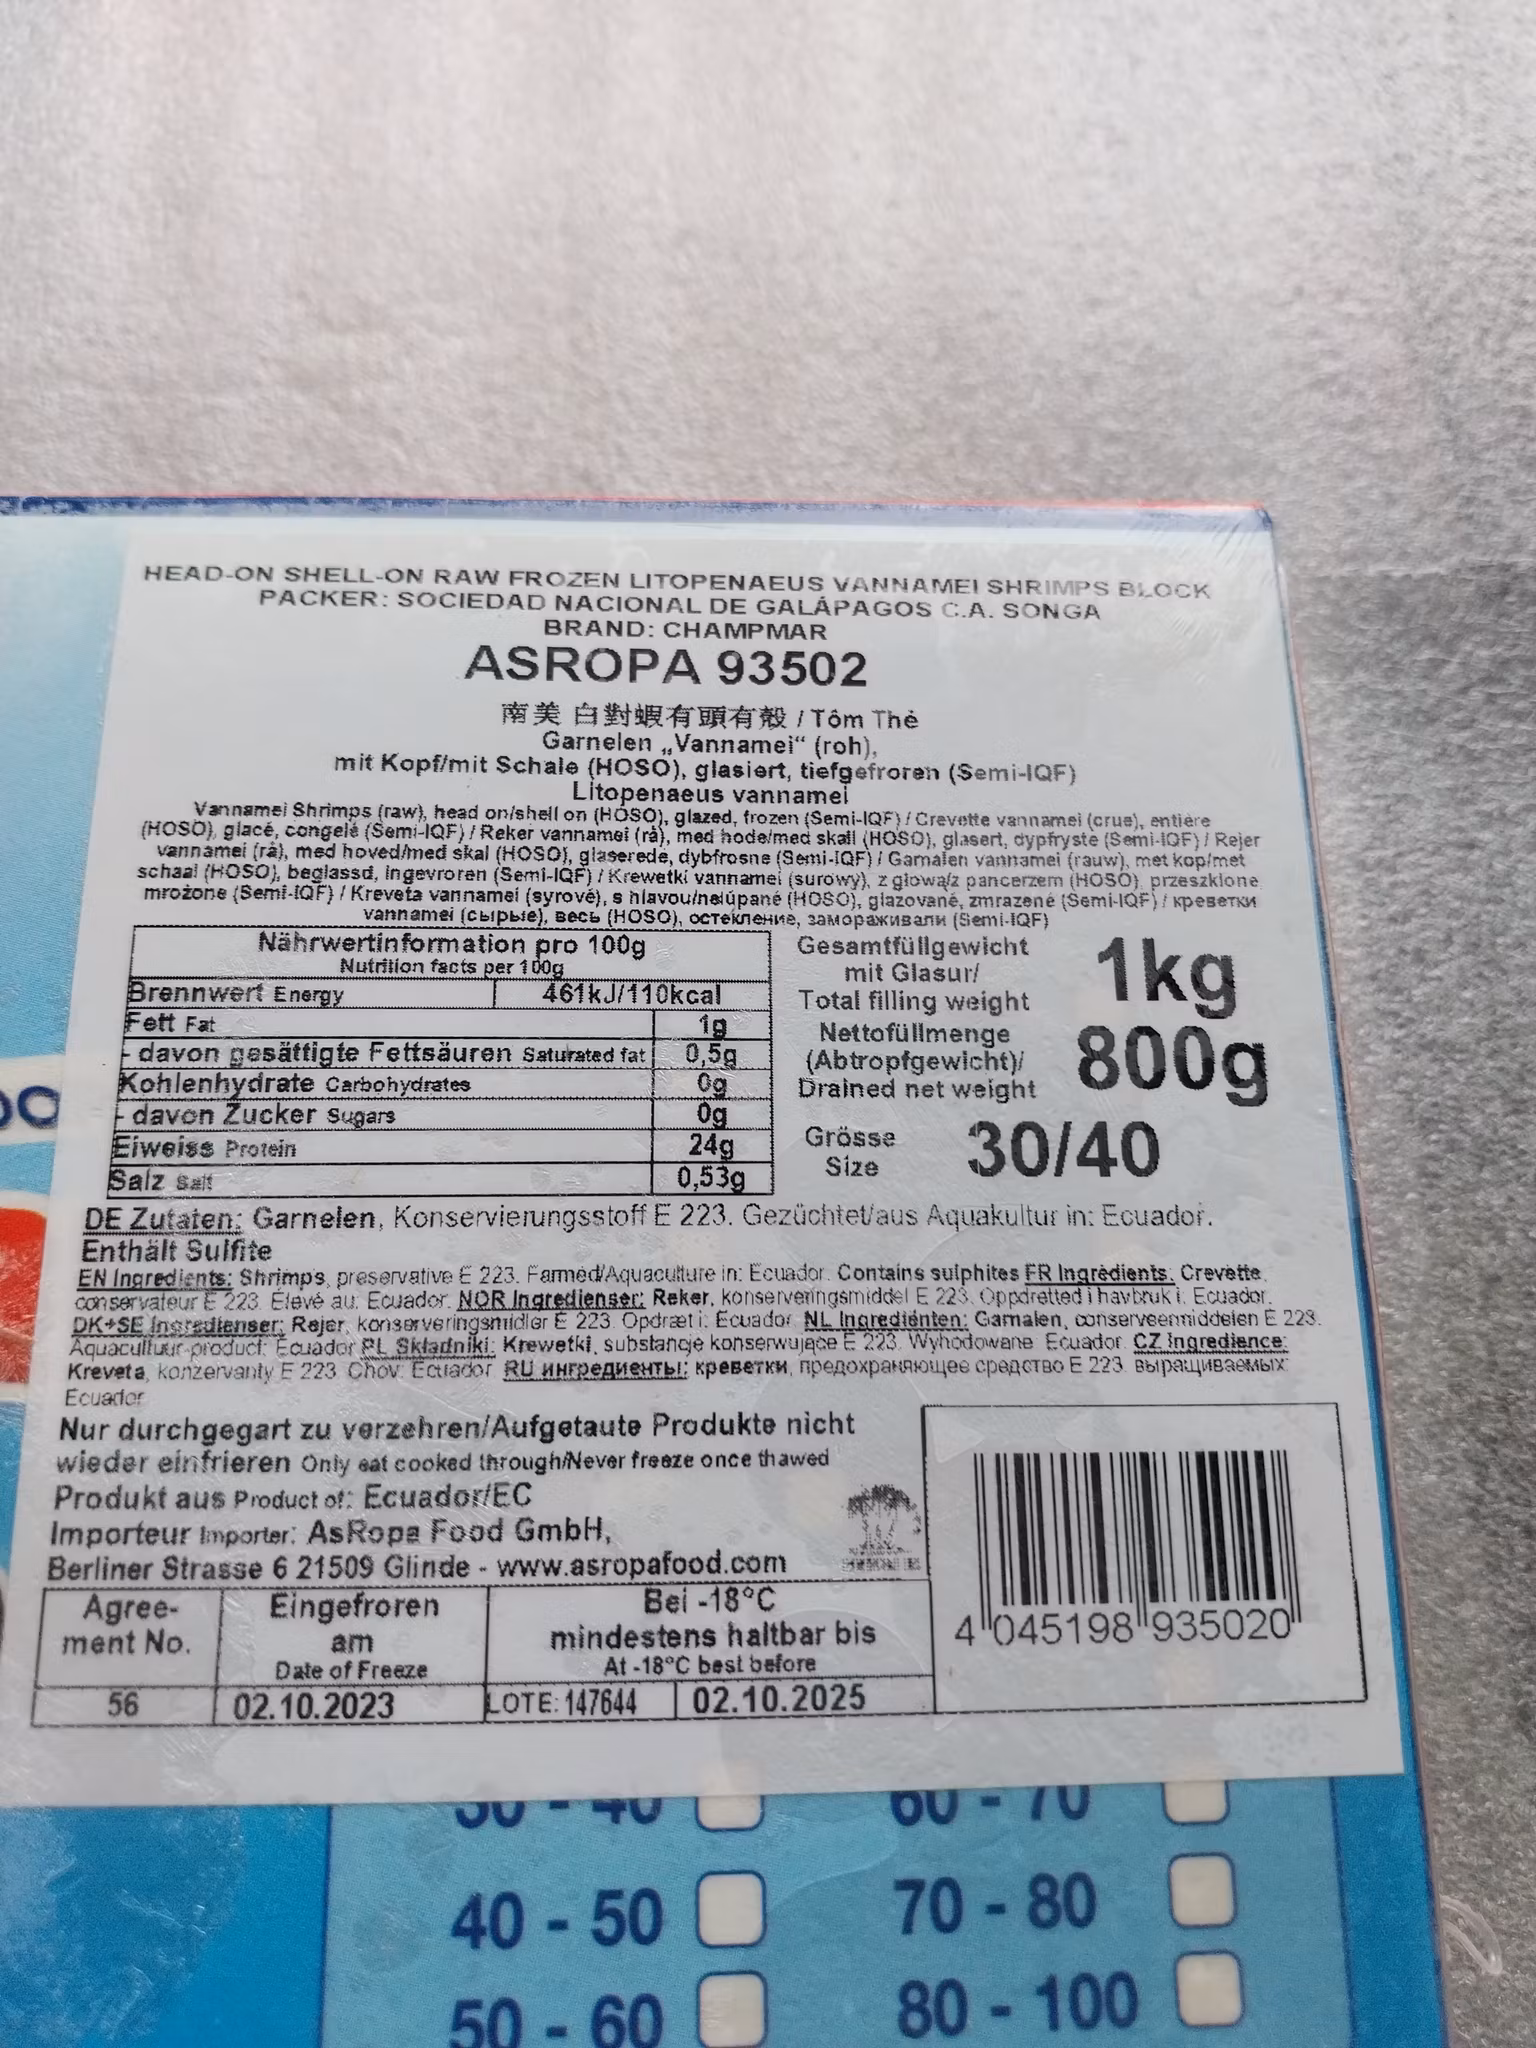 HEAD-ON SHELL-ON RAW FROZEN LITOPENAEUS VANNAMEI SHRIMPS BLOCK
PACKER: SOCIEDAD NACIONAL DE GALÁPAGOS C.A. SONGA
BRAND: CHAMPMAR
ASROPA 93502
南美 白對蝦有頭有殼 / Tôm Thẻ
Garnelen „Vannamei“ (roh),
mit Kopf/mit Schale (HOSO), glasiert, tiefgefroren (Semi-IQF)
Litopenaeus vannamei
Vannamei Shrimps (raw), head on/shell on (HOSO), glazed, frozen (Semi-IQF) / Crevette vannamei (crue), entière
(HOSO), glacé, congelé (Semi-IQF) / Reker vannamei (rå), med hode/med skall (HOSO), glasert, dypfryste (Semi-IQF) / Rejer
vannamei (rå), med hoved/med skal (HOSO), glaserede, dybfrosne (Semi-IQF) / Garnalen vannamei (rauw), met kop/met
schaal (HOSO), beglassd, ingevroren (Semi-IQF) / Krewetki vannamei (surowy), z głową/z pancerzem (HOSO), przeszklone
mrożone (Semi-IQF) / Kreveta vannamei (syrové), s hlavou/nelúpané (HOSO), glazované, zmrazené (Semi-IQF) / креветки
vannamei (сырые), весь (HOSO), остекление, замораживали (Semi-IQF)
Nährwertinformation pro 100g
Nutrition facts per 100g
Brennwert Energy 461kJ/110kcal
Fett Fat 1g
- davon gesättigte Fettsäuren Saturated fat 0,5g
Kohlenhydrate Carbohydrates 0g
- davon Zucker Sugars 0g
Eiweiss Protein 24g
Salz Salt 0,53g
Gesamtfüllgewicht
mit Glasur/
Total filling weight
1kg
Nettofüllmenge
(Abtropfgewicht)/
Drained net weight
800g
Grösse
Size
30/40
DE Zutaten: Garnelen, Konservierungsstoff E 223. Gezüchtet/aus Aquakultur in: Ecuador.
Enthält Sulfite
EN Ingredients: Shrimps, preservative E 223. Farmed/Aquaculture in: Ecuador. Contains sulphites FR Ingrédients: Crevette,
conservateur E 223. Élevé au: Ecuador. NOR Ingredienser: Reker, konserveringsmiddel E 223. Oppdretted i havbruk i: Ecuador.
DK+SE Ingredienser: Rejer, konserveringsmidler E 223. Opdræt i: Ecuador NL Ingrediënten: Garnalen, conserveermiddelen E 223.
Aquacultuur-product: Ecuador PL Składniki: Krewetki, substancje konserwujące E 223. Wyhodowane Ecuador. CZ Ingredience:
Kreveta, konzervanty E 223. Chov: Ecuador RU ингредиенты: креветки, предохраняющее средство E 223. выращиваемых:
Ecuador
Nur durchgegart zu verzehren/Aufgetaute Produkte nicht
wieder einfrieren Only eat cooked through/Never freeze once thawed
Produkt aus Product of: Ecuador/EC
Importeur Importer: AsRopa Food GmbH,
Berliner Strasse 6 21509 Glinde - www.asropafood.com
Agree-
ment No.
56
Eingefroren
am
Date of Freeze
02.10.2023
Bei -18°C
mindestens haltbar bis
At -18°C best before
LOTE: 147644 02.10.2025
4 045198 935020
30 - 40 60 - 70
40 - 50 70 - 80
50 - 60 80 - 100